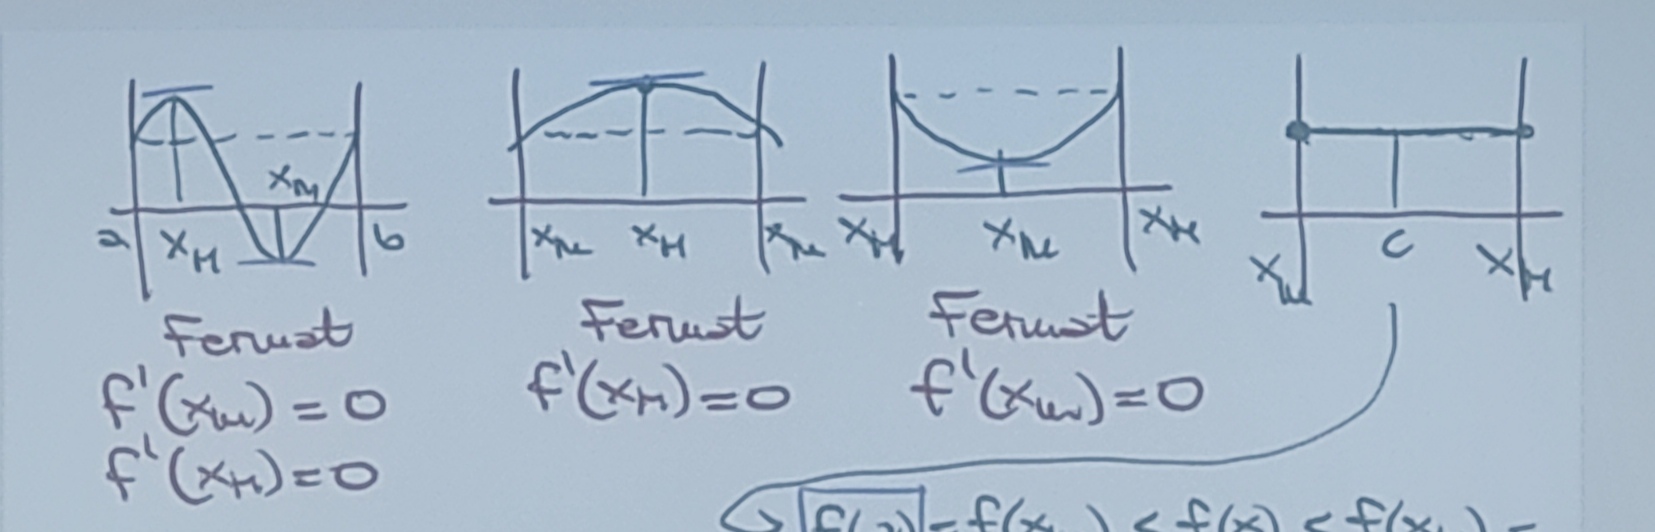 a x_M x_m b
x_m x_M x_m
x_M x_m x_M
x_m c x_M
Fermat Fermat Fermat
f'(x_m) = 0 f'(x_M) = 0 f'(x_m) = 0
f'(x_M) = 0